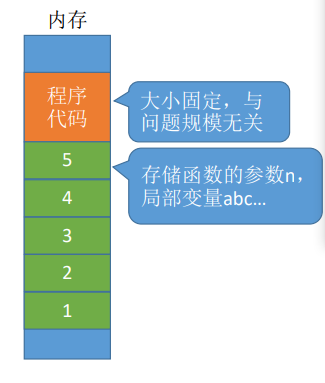 内存
程序
代码
大小固定，与
问题规模无关
5
存储函数的参数n，
局部变量abc…
4
3
2
1